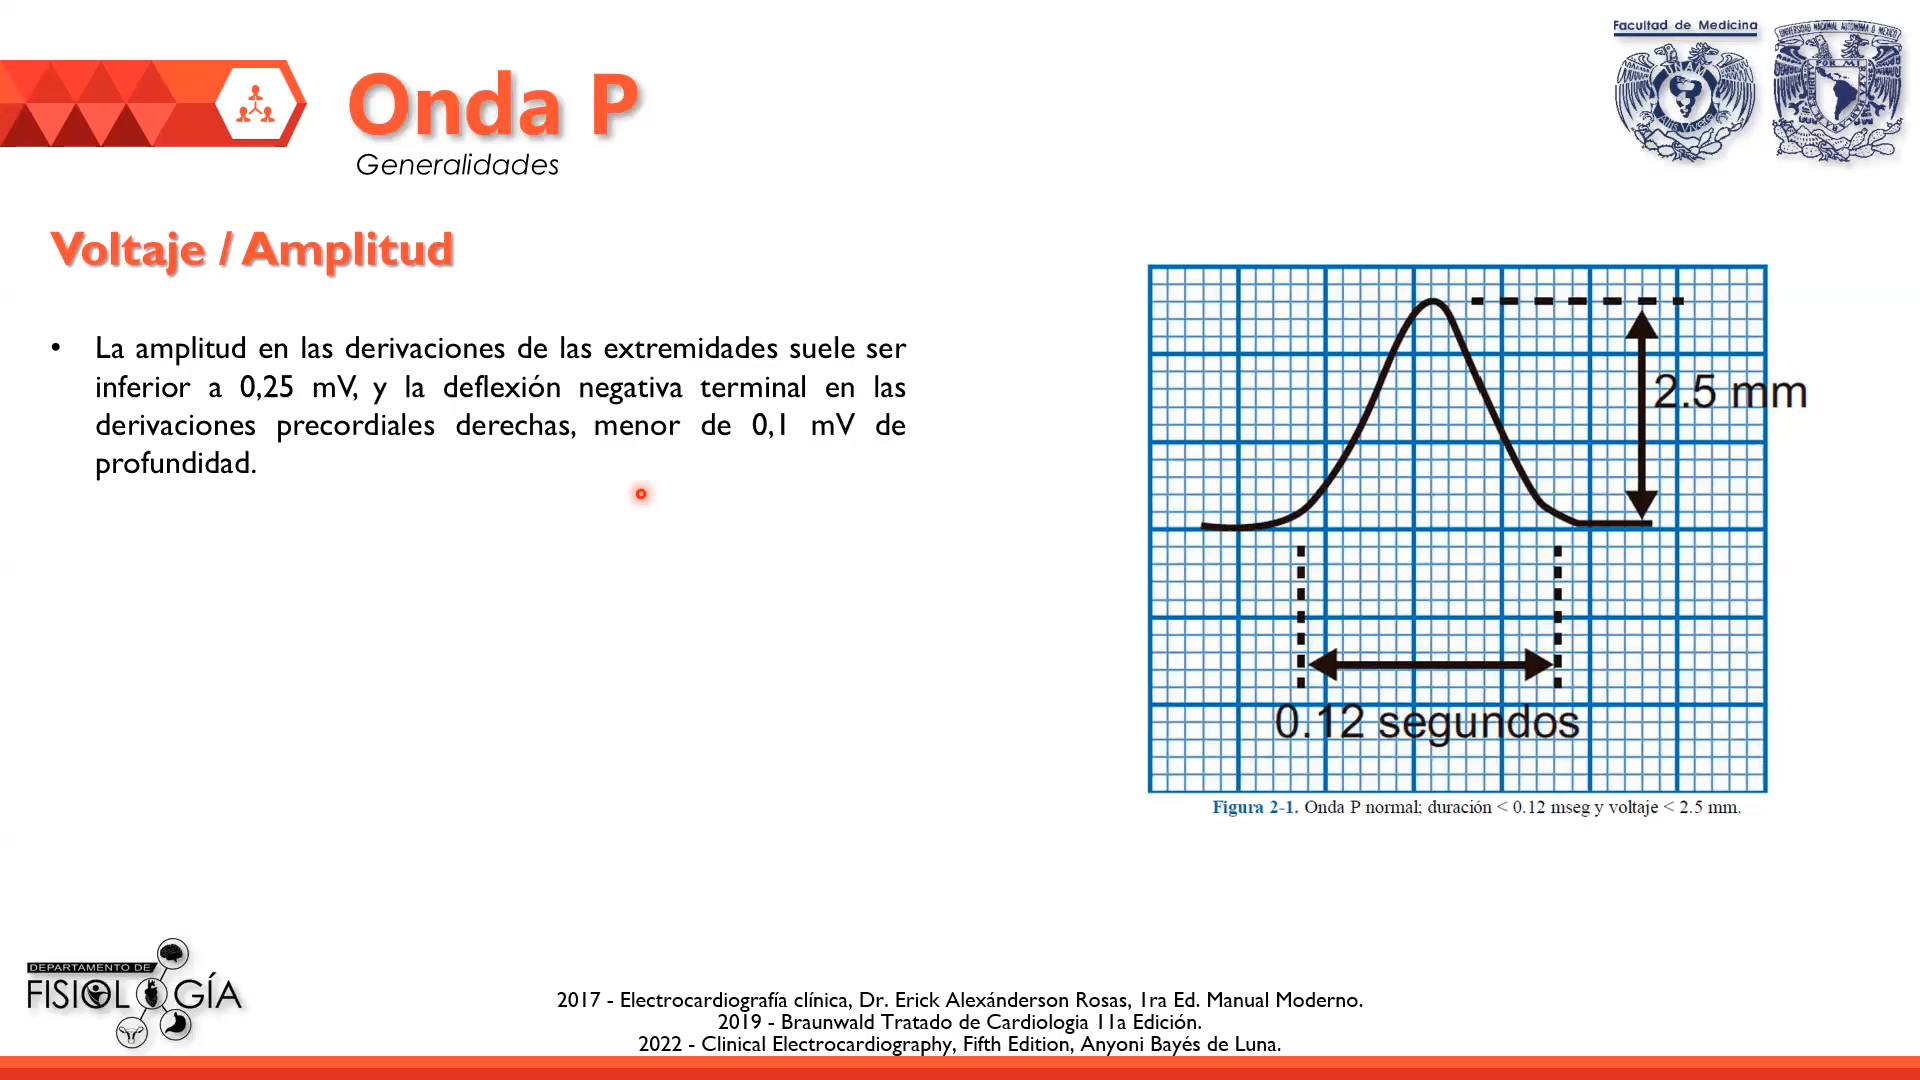 Facultad de Medicina
Onda P
Generalidades
Voltaje / Amplitud
• La amplitud en las derivaciones de las extremidades suele ser
inferior a 0,25 mV, y la deflexión negativa terminal en las
derivaciones precordiales derechas, menor de 0,1 mV de
profundidad.
2.5 mm
0.12 segundos
Figura 2-1. Onda P normal; duración < 0.12 mseg y voltaje < 2.5 mm.
DEPARTAMENTO DE
FISIOLOGÍA
2017 - Electrocardiografía clínica, Dr. Erick Alexánderson Rosas, 1ra Ed. Manual Moderno.
2019 - Braunwald Tratado de Cardiologia 11a Edición.
2022 - Clinical Electrocardiography, Fifth Edition, Anyoni Bayés de Luna.